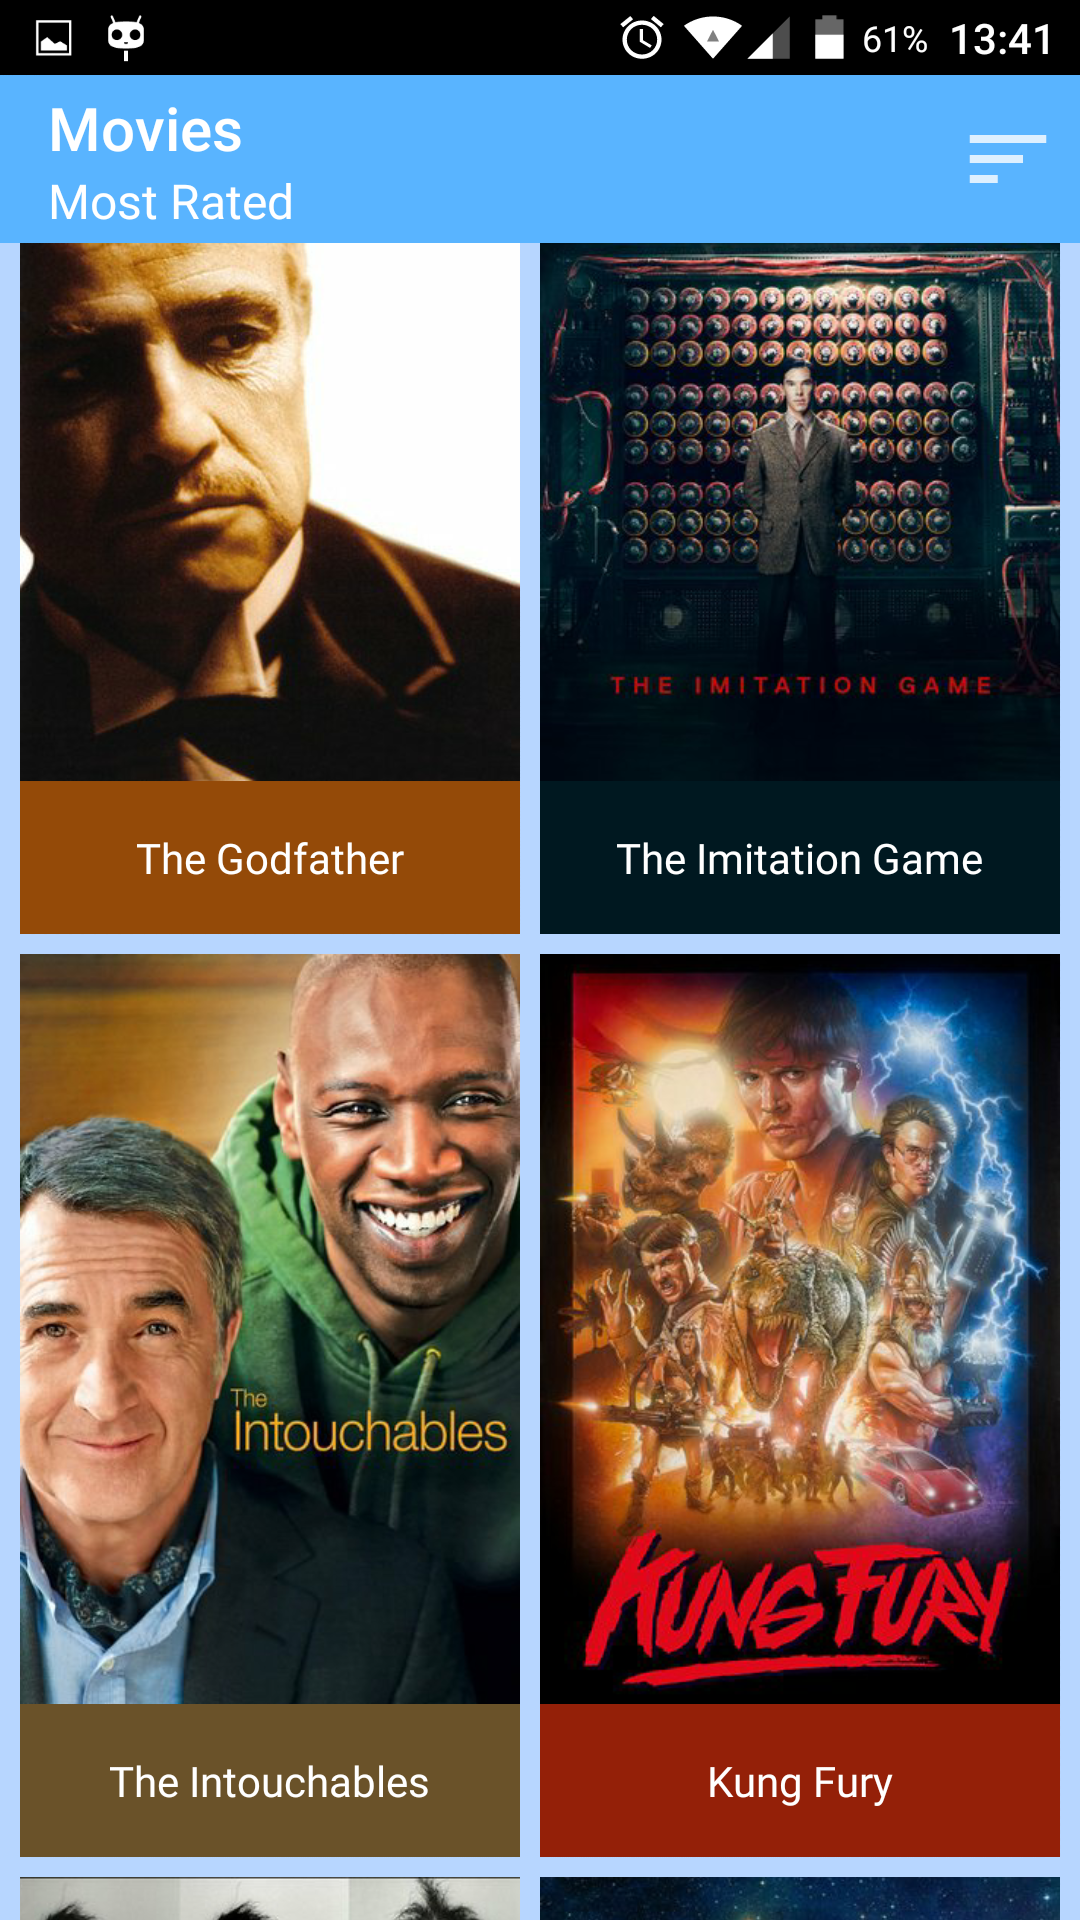 61% 13:41
Movies
Most Rated
THE IMITATION GAME
The Godfather
The Imitation Game
The
Intouchables
KUNG FURY
The Intouchables
Kung Fury